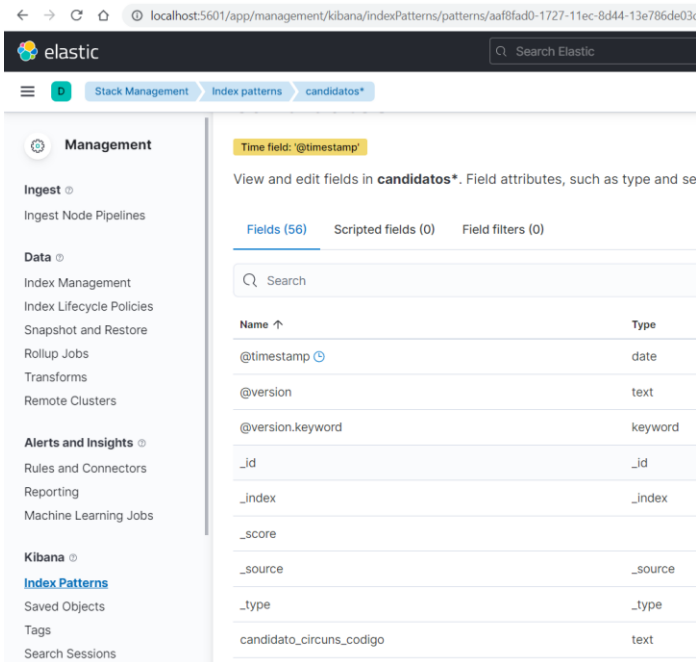 localhost:5601/app/management/kibana/indexPatterns/patterns/aaf8fad0-1727-11ec-8d44-13e786de03c
elastic
Search Elastic
D
Stack Management
Index patterns
candidatos*
Management
Ingest
Ingest Node Pipelines
Data
Index Management
Index Lifecycle Policies
Snapshot and Restore
Rollup Jobs
Transforms
Remote Clusters
Alerts and Insights
Rules and Connectors
Reporting
Machine Learning Jobs
Kibana
Index Patterns
Saved Objects
Tags
Search Sessions
Time field: '@timestamp'
View and edit fields in candidatos*. Field attributes, such as type and se
Fields (56) Scripted fields (0) Field filters (0)
Search
Name Type
@timestamp date
@version text
@version.keyword keyword
_id _id
_index _index
_score
_source _source
_type _type
candidato_circuns_codigo text